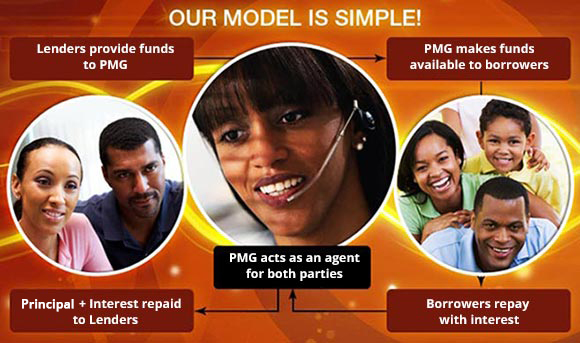 OUR MODEL IS SIMPLE!
Lenders provide funds
to PMG
PMG makes funds
available to borrowers
PMG acts as an agent
for both parties
Principal + Interest repaid
to Lenders
Borrowers repay
with interest